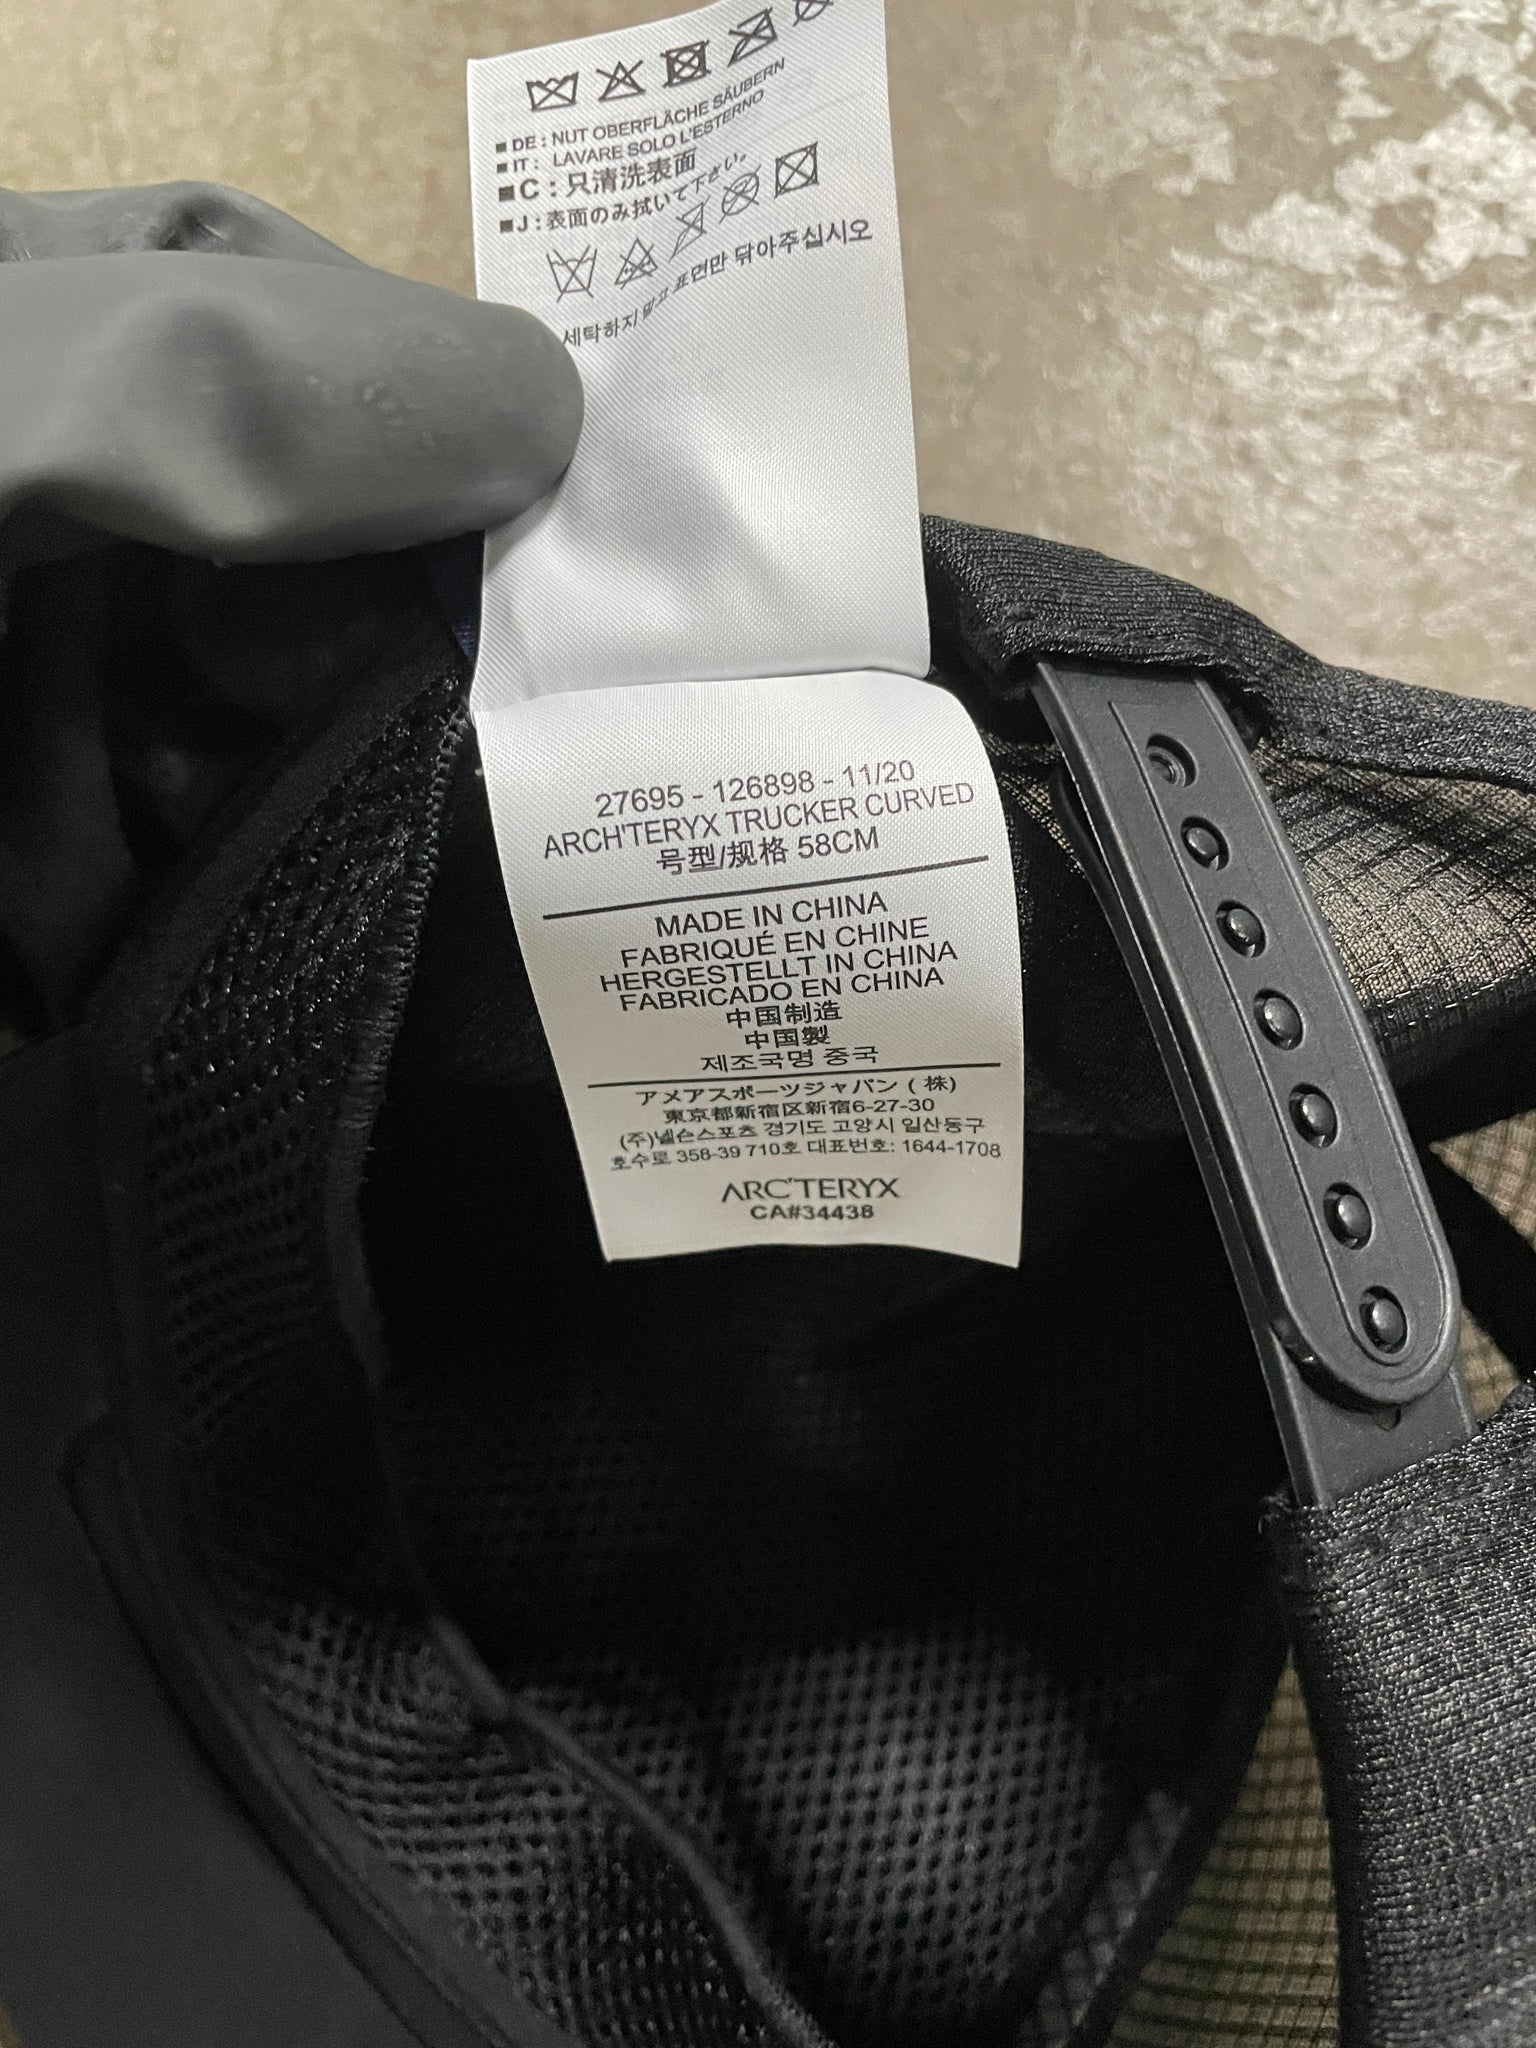 ■ DE : NUT OBERFLÄCHE SÄUBERN
■ IT : LAVARE SOLO L'ESTERNO
■ C : 只清洗表面
■ J : 表面のみ拭いて下さい。
세탁하지 말고 표면만 닦아주십시오
27695 - 126898 - 11/20
ARCH'TERYX TRUCKER CURVED
号型/规格 58CM
MADE IN CHINA
FABRIQUÉ EN CHINE
HERGESTELLT IN CHINA
FABRICADO EN CHINA
中国制造
中国製
제조국명 중국
アメアスポーツジャパン ( 株)
東京都新宿区新宿6-27-30
(주)넬슨스포츠 경기도 고양시 일산동구
호수로 358-39 710호 대표번호: 1644-1708
ARC'TERYX
CA#34438